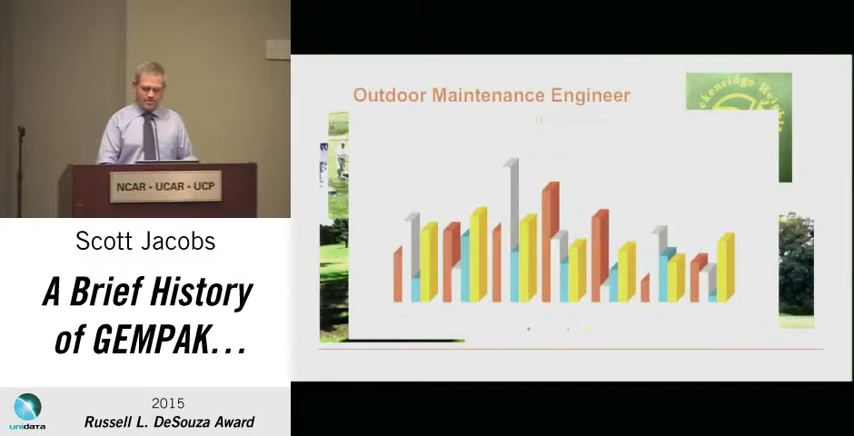 Outdoor Maintenance Engineer
NCAR • UCAR • UCP
Scott Jacobs
A Brief History
of GEMPAK...
2015
Russell L. DeSouza Award
unidata